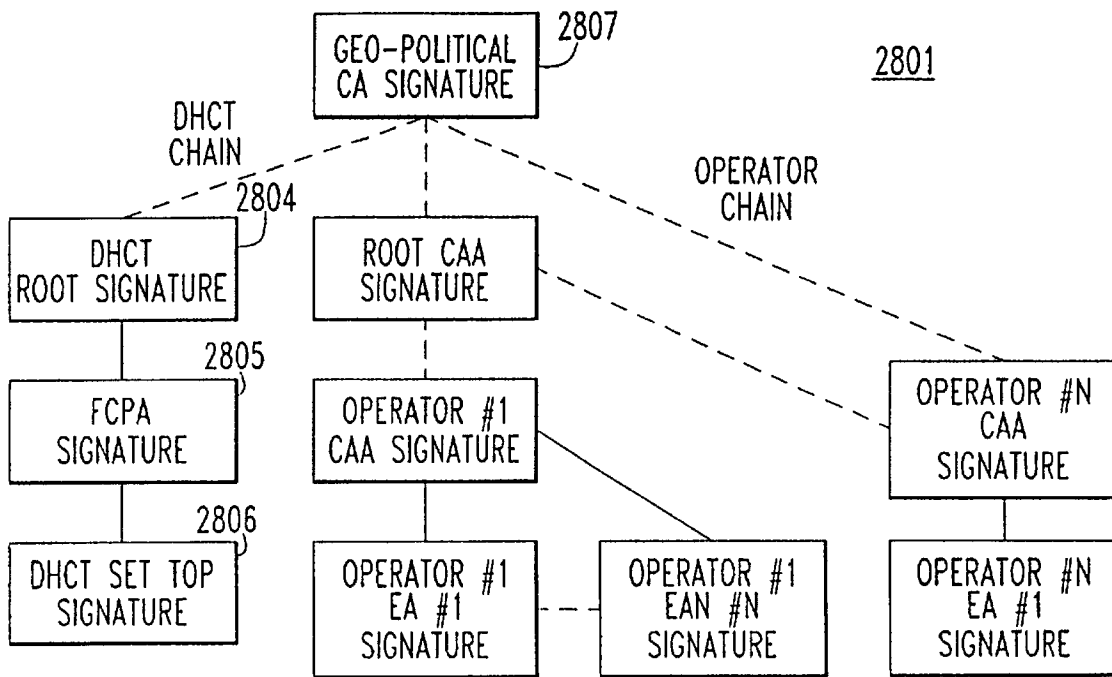 2807
GEO-POLITICAL
CA SIGNATURE
2801
DHCT
CHAIN
OPERATOR
CHAIN
2804
DHCT
ROOT SIGNATURE
ROOT CAA
SIGNATURE
2805
FCPA
SIGNATURE
OPERATOR #1
CAA SIGNATURE
OPERATOR #N
CAA
SIGNATURE
2806
DHCT SET TOP
SIGNATURE
OPERATOR #1
EA #1
SIGNATURE
OPERATOR #1
EAN #N
SIGNATURE
OPERATOR #N
EA #1
SIGNATURE